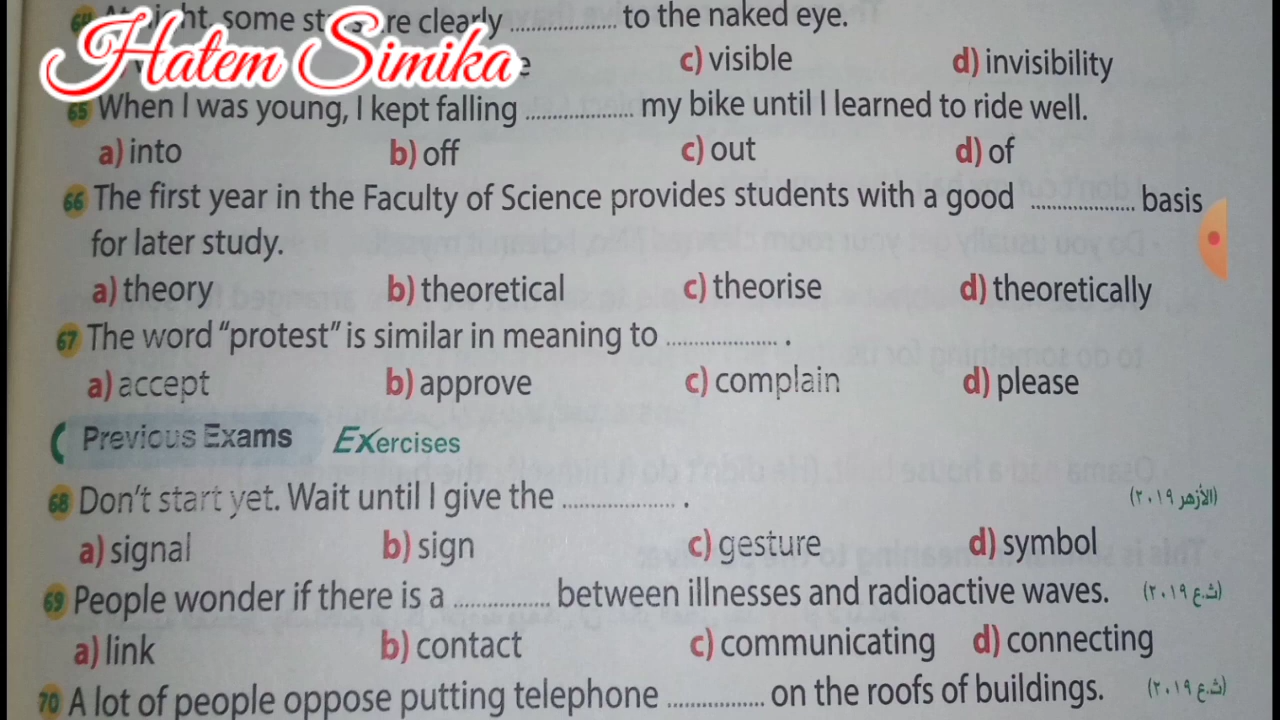 Hatem Simika
some are clearly .................. to the naked eye.
c) visible d) invisibility
65 When I was young, I kept falling .................. my bike until I learned to ride well.
a) into b) off c) out d) of
66 The first year in the Faculty of Science provides students with a good .................. basis
for later study.
a) theory b) theoretical c) theorise d) theoretically
67 The word "protest" is similar in meaning to .................. .
a) accept b) approve c) complain d) please
Previous Exams Exercises
68 Don't start yet. Wait until I give the .................. . (الأزهر ٢٠١٩)
a) signal b) sign c) gesture d) symbol
69 People wonder if there is a .................. between illnesses and radioactive waves. (ث.ع ٢٠١٩)
a) link b) contact c) communicating d) connecting
70 A lot of people oppose putting telephone .................. on the roofs of buildings. (ث.ع ٢٠١٩)